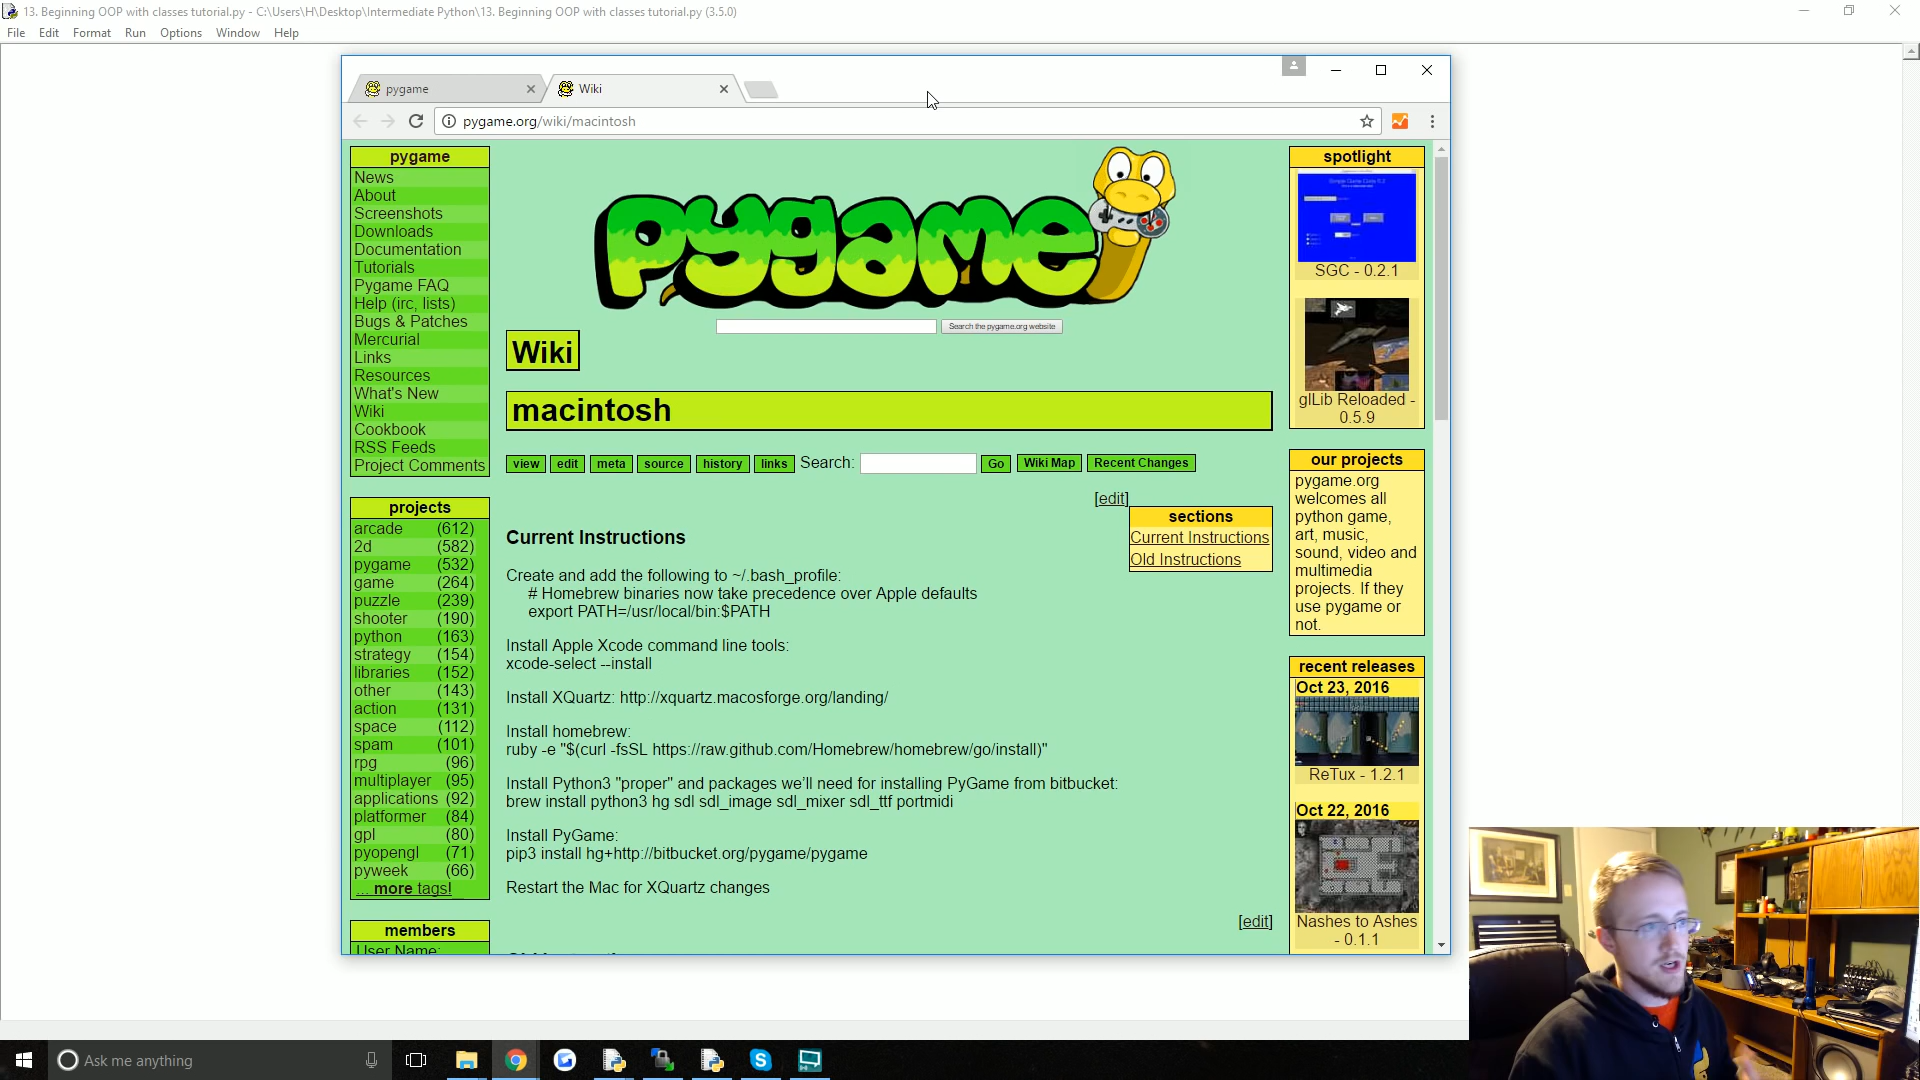 13. Beginning OOP with classes tutorial.py - C:\Users\H\Desktop\Intermediate Python\13. Beginning OOP with classes tutorial.py (3.5.0)
File Edit Format Run Options Window Help
pygame
Wiki
pygame.org/wiki/macintosh
pygame
News
About
Screenshots
Downloads
Documentation
Tutorials
Pygame FAQ
Help (irc, lists)
Bugs & Patches
Mercurial
Links
Resources
What's New
Wiki
Cookbook
RSS Feeds
Project Comments
projects
arcade (612)
2d (582)
pygame (532)
game (264)
puzzle (239)
shooter (190)
python (163)
strategy (154)
libraries (152)
other (143)
action (131)
space (112)
spam (101)
rpg (96)
multiplayer (95)
applications (92)
platformer (84)
gpl (80)
pyopengl (71)
pyweek (66)
... more tags!
members
User Name:
pygame
Search the pygame.org website
Wiki
macintosh
view edit meta source history links Search: Go Wiki Map Recent Changes
[edit]
sections
Current Instructions
Old Instructions
Current Instructions
Create and add the following to ~/.bash_profile:
# Homebrew binaries now take precedence over Apple defaults
export PATH=/usr/local/bin:$PATH
Install Apple Xcode command line tools:
xcode-select --install
Install XQuartz: http://xquartz.macosforge.org/landing/
Install homebrew:
ruby -e "$(curl -fsSL https://raw.github.com/Homebrew/homebrew/go/install)"
Install Python3 "proper" and packages we'll need for installing PyGame from bitbucket:
brew install python3 hg sdl sdl_image sdl_mixer sdl_ttf portmidi
Install PyGame:
pip3 install hg+http://bitbucket.org/pygame/pygame
Restart the Mac for XQuartz changes
[edit]
spotlight
SGC - 0.2.1
glLib Reloaded -
0.5.9
our projects
pygame.org
welcomes all
python game,
art, music,
sound, video and
multimedia
projects. If they
use pygame or
not.
recent releases
Oct 23, 2016
ReTux - 1.2.1
Oct 22, 2016
Nashes to Ashes
- 0.1.1
Ask me anything